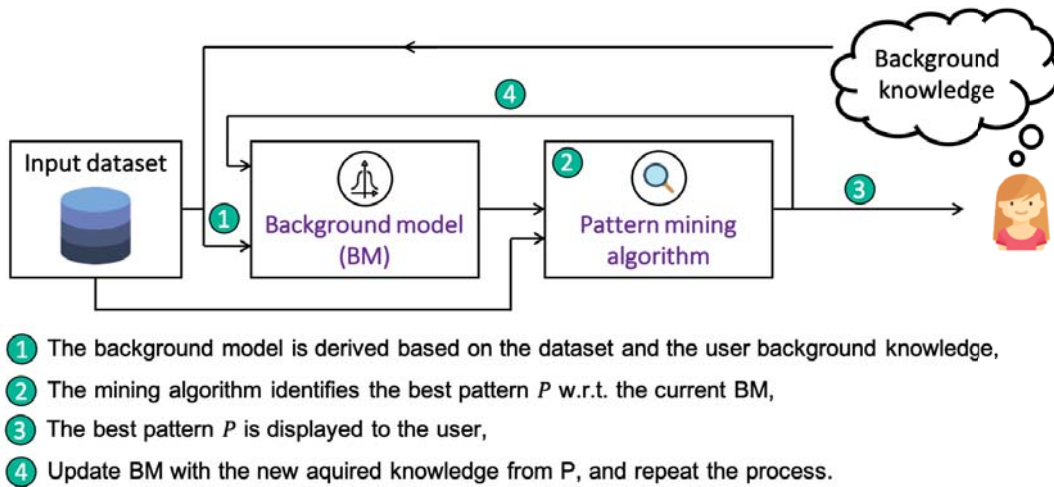 Background
knowledge
4
Input dataset
2
3
1
Background model
(BM)
Pattern mining
algorithm
1 The background model is derived based on the dataset and the user background knowledge,
2 The mining algorithm identifies the best pattern P w.r.t. the current BM,
3 The best pattern P is displayed to the user,
4 Update BM with the new aquired knowledge from P, and repeat the process.